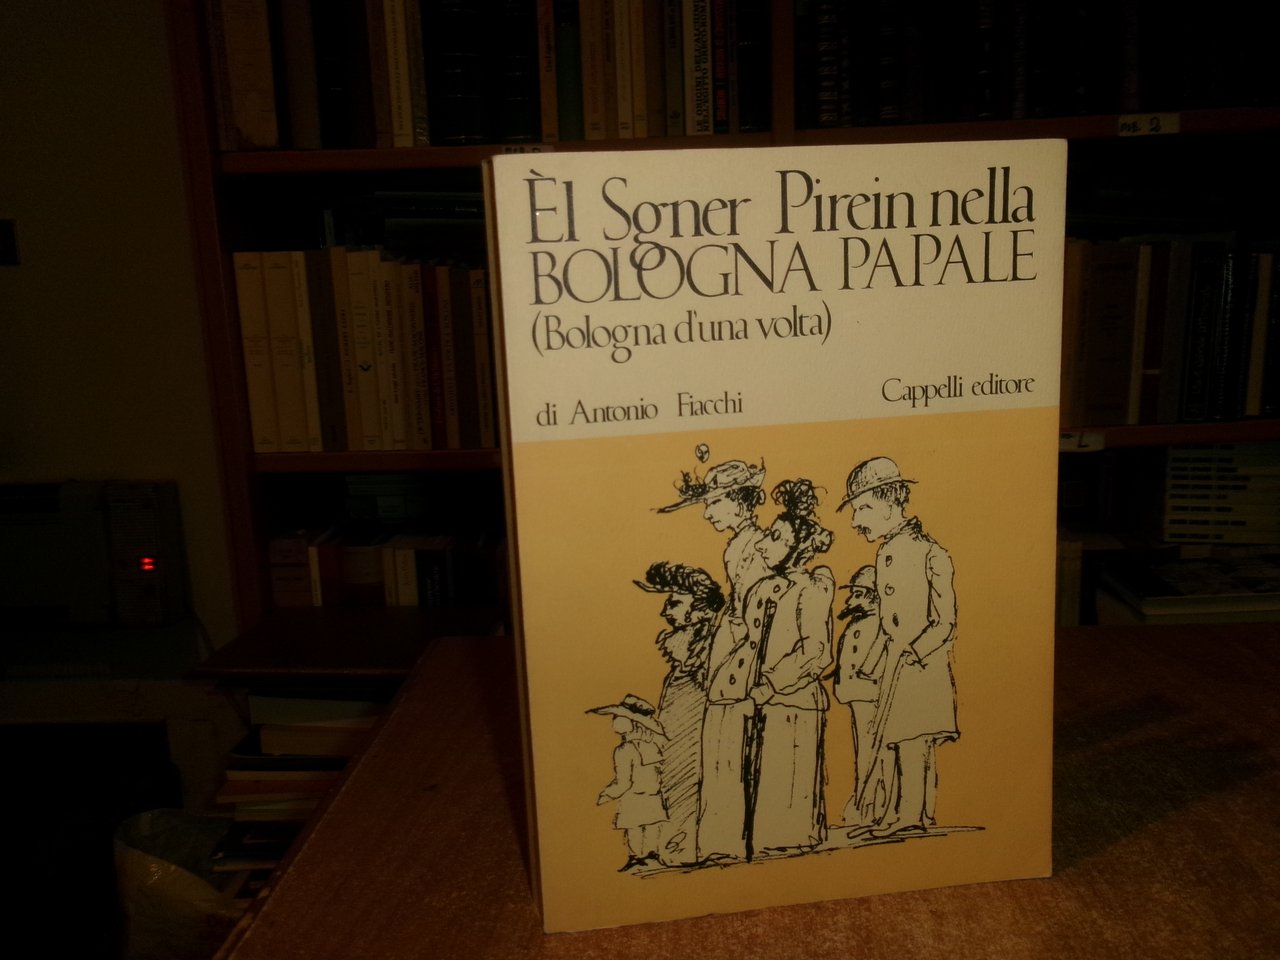 Èl Sgner Pirein nella
BOLOGNA PAPALE
(Bologna d'una volta)
di Antonio Fiacchi
Cappelli editore